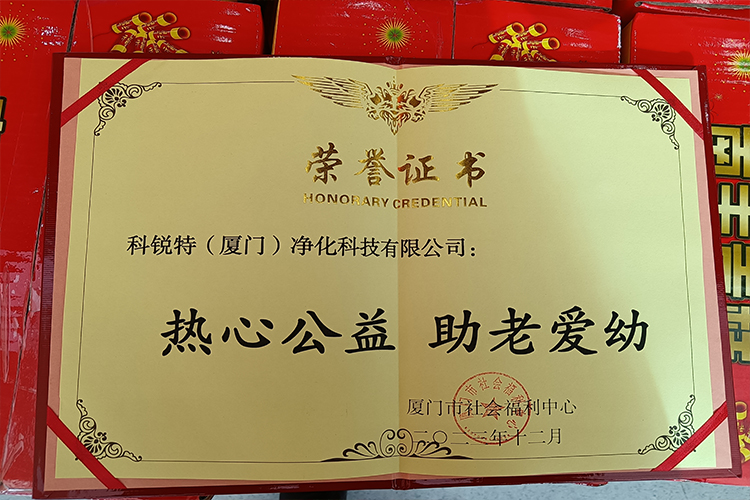 荣誉证书
HONORARY CREDENTIAL
科锐特（厦门）净化科技有限公司：
热心公益 助老爱幼
厦门市社会福利中心
二〇二三年十二月